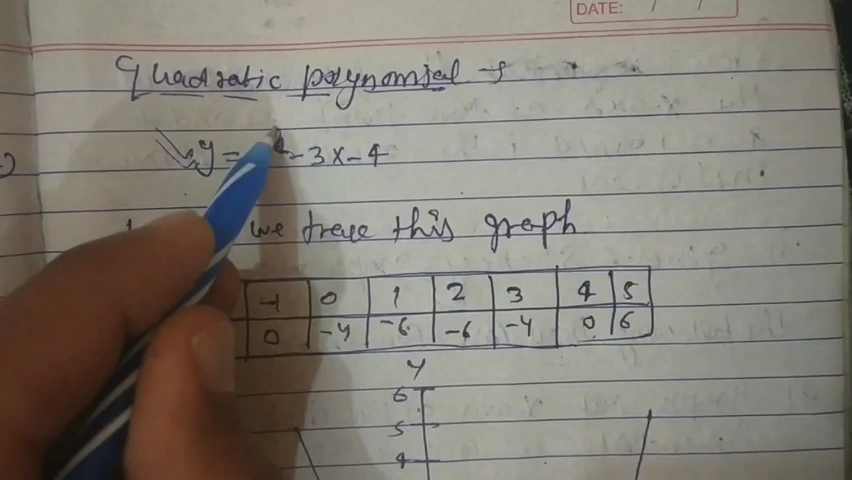 DATE: / /
Quadratic polynomial
y = - 3x - 4
we trace this graph
-1 0 1 2 3 4 5
0 -4 -6 -6 -4 0 6
y
6
5
4